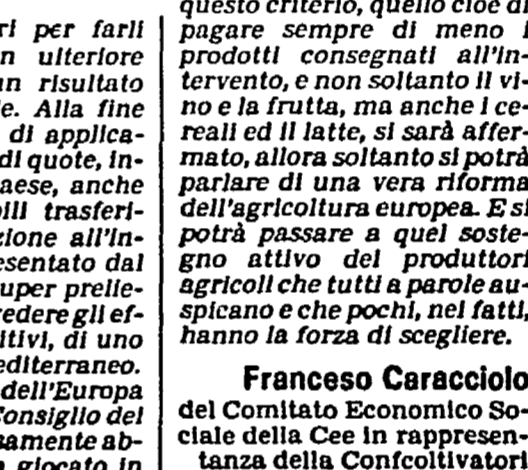 ri per farli
n ulteriore
un risultato
e. Alla fine
di applica-
di quote, in-
aese, anche
bili trasferi-
zione all'in-
esentato dal
uper prelie-
edere gli ef-
itivi, di uno
editerraneo.
dell'Europa
Consiglio dei
samente ab-
giocato in
questo criterio, quello cioè di
pagare sempre di meno i
prodotti consegnati all'in-
tervento, e non soltanto il vi-
no e la frutta, ma anche i ce-
reali ed il latte, si sarà affer-
mato, allora soltanto si potrà
parlare di una vera riforma
dell'agricoltura europea. E si
potrà passare a quel soste-
gno attivo dei produttori
agricoli che tutti a parole au-
spicano e che pochi, nei fatti,
hanno la forza di scegliere.
Franceso Caracciolo
del Comitato Economico So-
ciale della Cee in rappresen-
tanza della Confcoltivatori